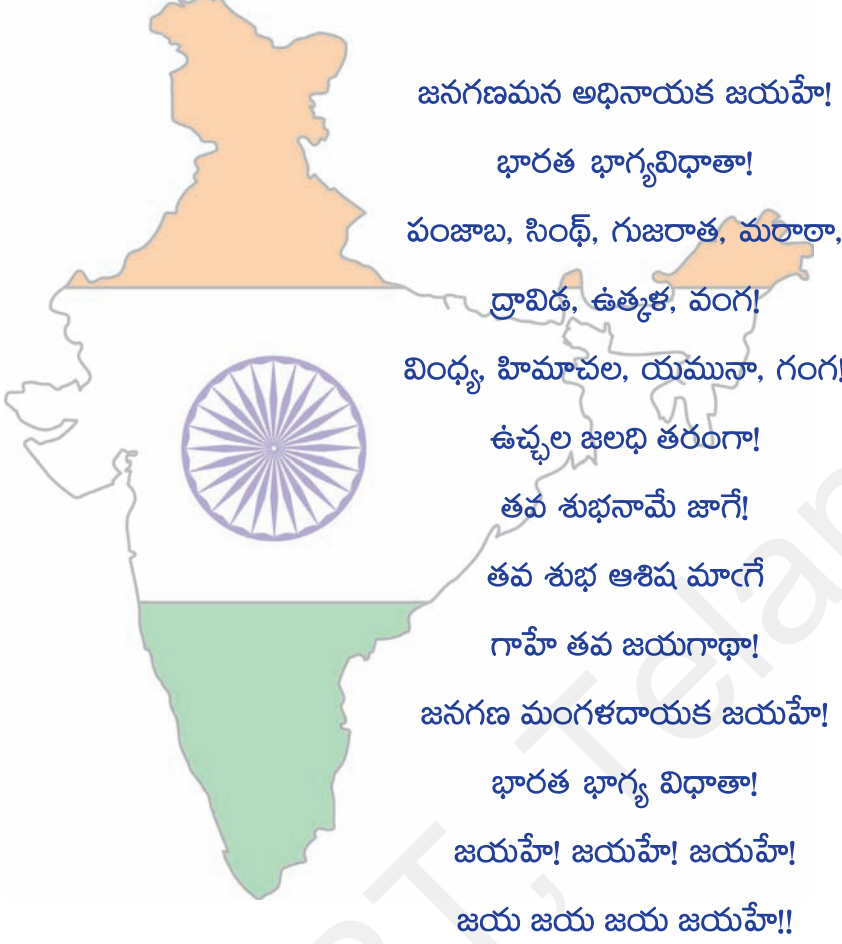 జనగణమన అధినాయక జయహే!
భారత భాగ్యవిధాతా!
పంజాబ, సింథ్, గుజరాత, మరాఠా,
ద్రావిడ, ఉత్కళ, వంగ!
వింధ్య, హిమాచల, యమునా, గంగ!
ఉచ్ఛల జలధి తరంగా!
తవ శుభనామే జాగే!
తవ శుభ ఆశిష మాఁగే
గాహే తవ జయగాథా!
జనగణ మంగళదాయక జయహే!
భారత భాగ్య విధాతా!
జయహే! జయహే! జయహే!
జయ జయ జయ జయహే!!